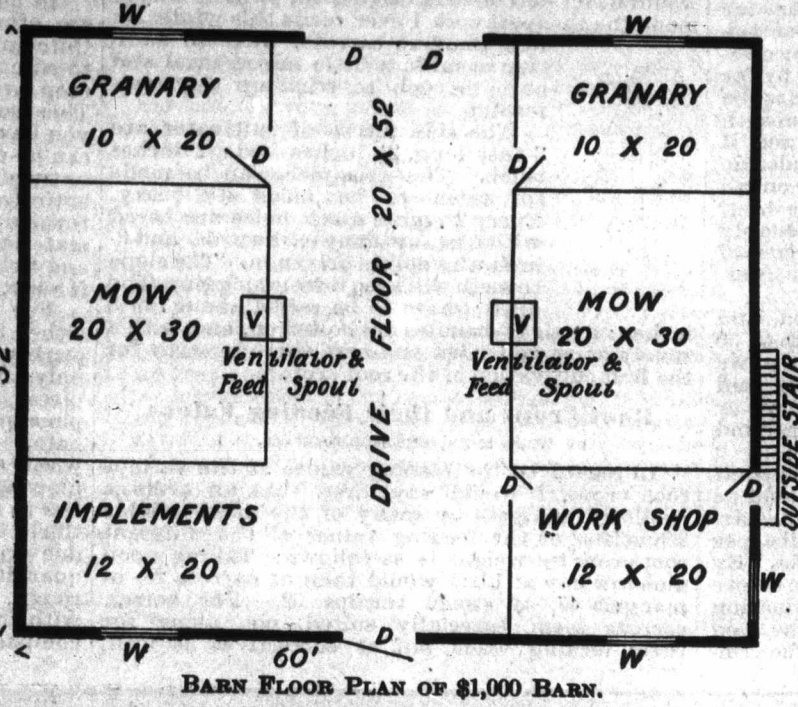 W
W
D D
GRANARY
10 X 20
D
GRANARY
10 X 20
D
DRIVE FLOOR 20 X 52
MOW
20 X 30
V
Ventilator &
Feed Spout
MOW
20 X 30
V
Ventilator &
Feed Spout
52
OUTSIDE STAIR
IMPLEMENTS
12 X 20
D
D
WORK SHOP
12 X 20
W
W
60'
D
W
BARN FLOOR PLAN OF $1,000 BARN.